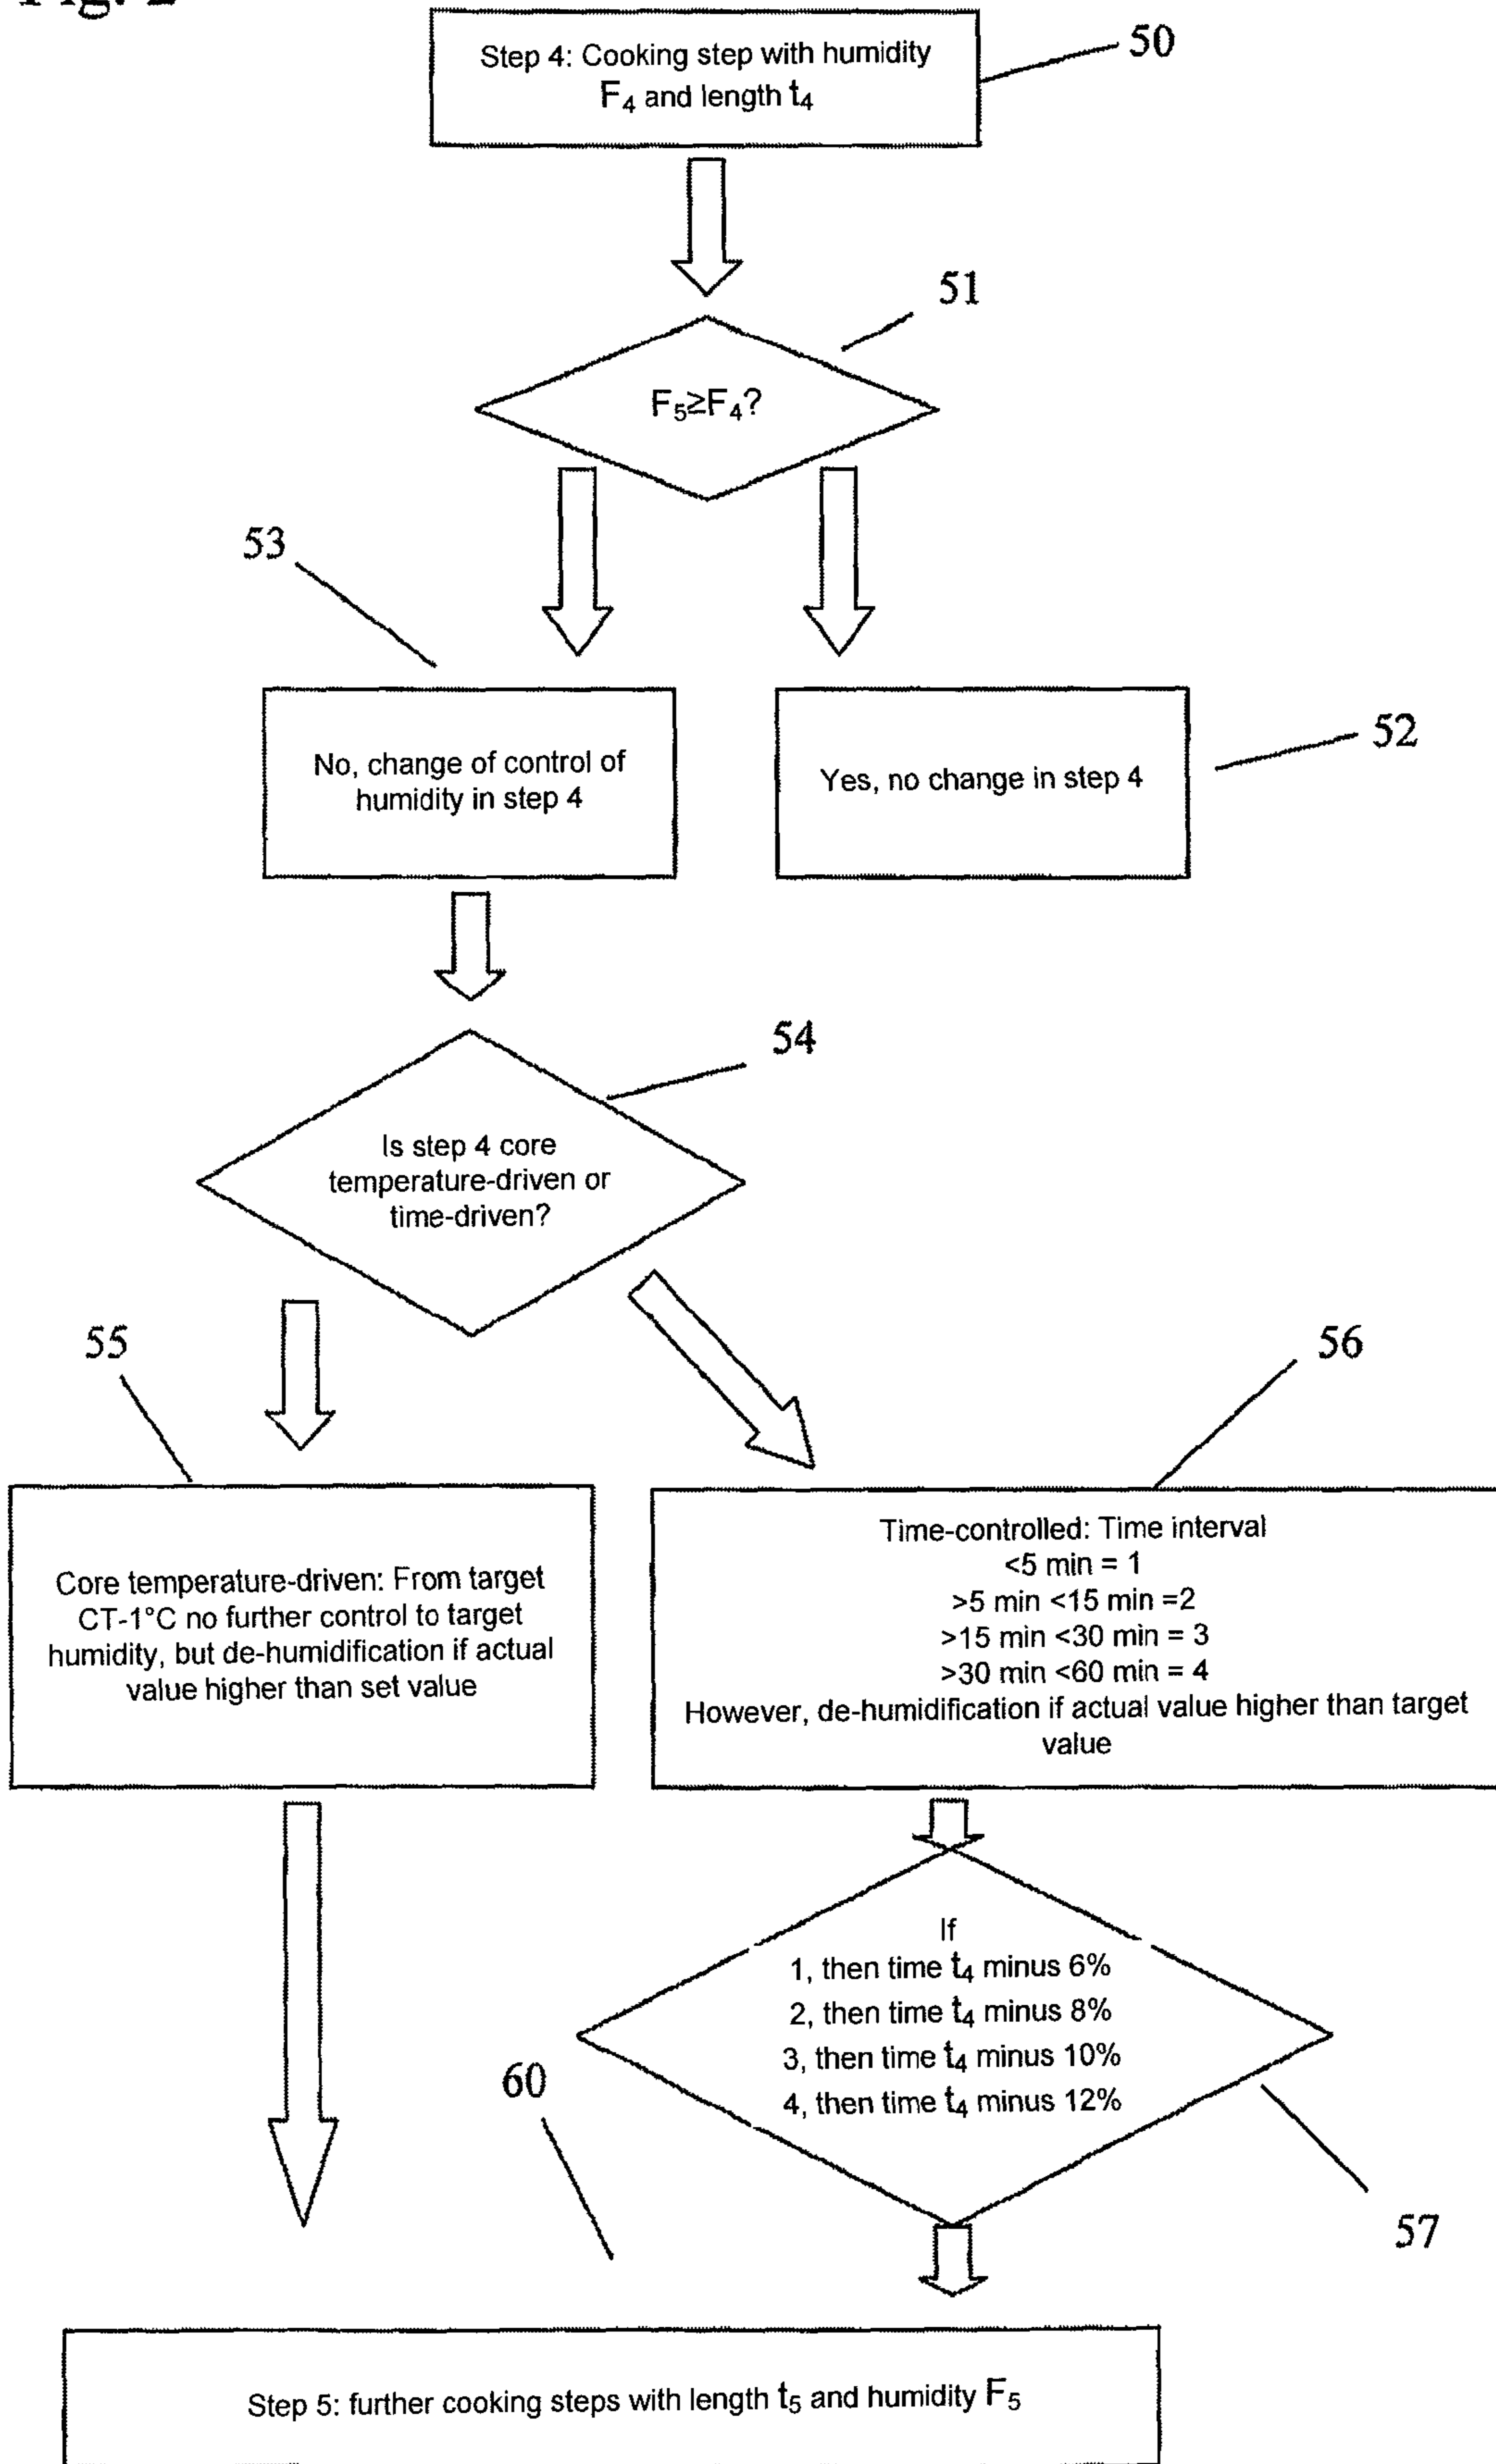 Fig. 2
Step 4: Cooking step with humidity
F4 and length t4
50
51
F5≥F4?
53
52
No, change of control of
humidity in step 4
Yes, no change in step 4
54
Is step 4 core
temperature-driven or
time-driven?
55
56
Core temperature-driven: From target
CT-1°C no further control to target
humidity, but de-humidification if actual
value higher than set value
Time-controlled: Time interval
<5 min = 1
>5 min <15 min =2
>15 min <30 min = 3
>30 min <60 min = 4
However, de-humidification if actual value higher than target
value
If
1, then time t4 minus 6%
2, then time t4 minus 8%
3, then time t4 minus 10%
4, then time t4 minus 12%
60
57
Step 5: further cooking steps with length t5 and humidity F5